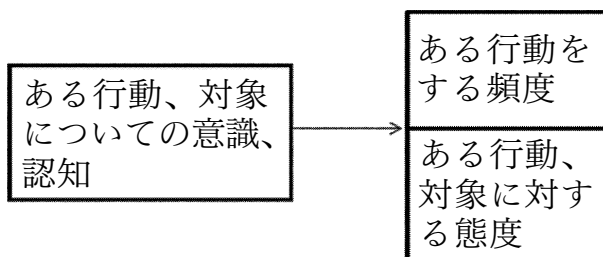 ある行動、対象
についての意識、
認知
ある行動を
する頻度
ある行動、
対象に対す
る態度